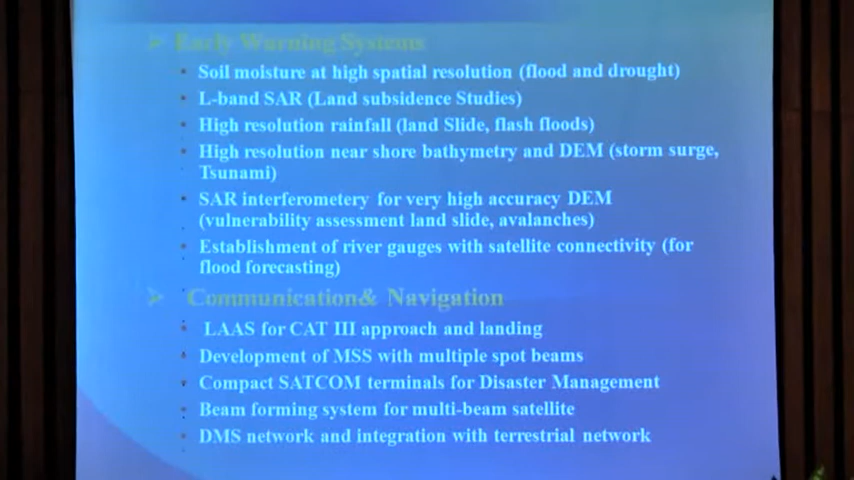 Early Warning Systems
Soil moisture at high spatial resolution (flood and drought)
L-band SAR (Land subsidence Studies)
High resolution rainfall (land Slide, flash floods)
High resolution near shore bathymetry and DEM (storm surge,
Tsunami)
SAR interferometery for very high accuracy DEM
(vulnerability assessment land slide, avalanches)
Establishment of river gauges with satellite connectivity (for
flood forecasting)
Communication& Navigation
LAAS for CAT III approach and landing
Development of MSS with multiple spot beams
Compact SATCOM terminals for Disaster Management
Beam forming system for multi-beam satellite
DMS network and integration with terrestrial network